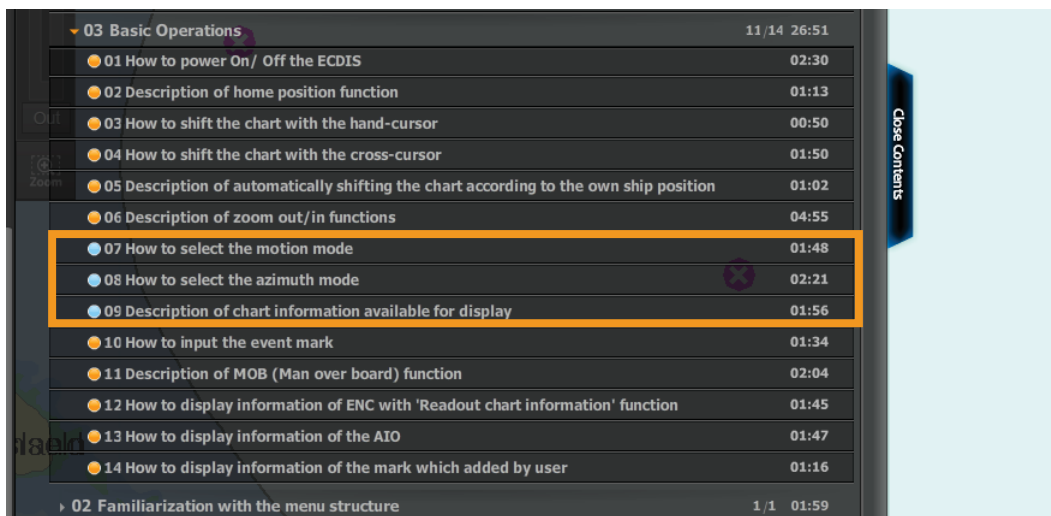 03 Basic Operations 11/14 26:51
01 How to power On/ Off the ECDIS 02:30
02 Description of home position function 01:13
Out
03 How to shift the chart with the hand-cursor 00:50
04 How to shift the chart with the cross-cursor 01:50
Zoom
05 Description of automatically shifting the chart according to the own ship position 01:02
06 Description of zoom out/in functions 04:55
07 How to select the motion mode 01:48
08 How to select the azimuth mode 02:21
09 Description of chart information available for display 01:56
10 How to input the event mark 01:34
11 Description of MOB (Man over board) function 02:04
12 How to display information of ENC with 'Readout chart information' function 01:45
13 How to display information of the AIO 01:47
14 How to display information of the mark which added by user 01:16
02 Familiarization with the menu structure 1/1 01:59
Close Contents